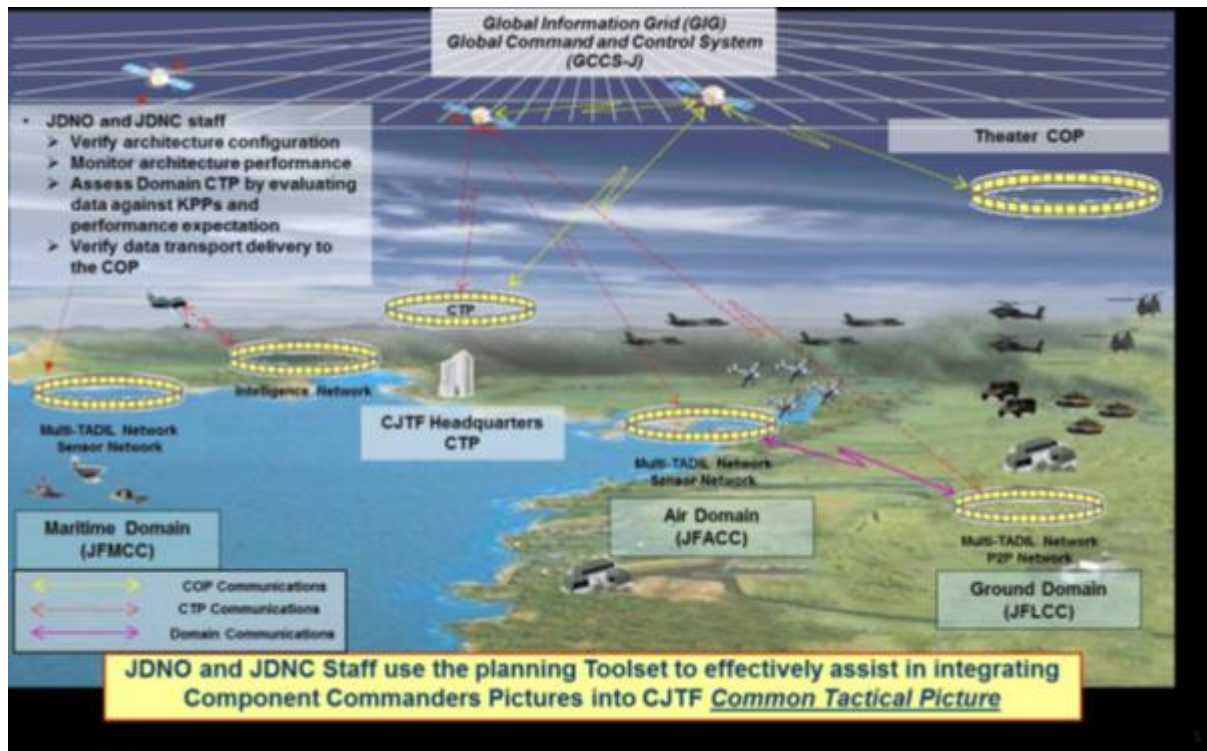 Global Information Grid (GIG)
Global Command and Control System
(GCCS-J)
• JDNO and JDNC staff
➢ Verify architecture configuration
➢ Monitor architecture performance
➢ Assess Domain CTP by evaluating
data against KPPs and
performance expectation
➢ Verify data transport delivery to
the COP
Theater COP
CTP
Intelligence Network
CJTF Headquarters
CTP
Multi-TADIL Network
Sensor Network
Multi-TADIL Network
Sensor Network
Maritime Domain
(JFMCC)
Air Domain
(JFACC)
Multi-TADIL Network
P2P Network
Ground Domain
(JFLCC)
COP Communications
CTP Communications
Domain Communications
JDNO and JDNC Staff use the planning Toolset to effectively assist in integrating
Component Commanders Pictures into CJTF Common Tactical Picture